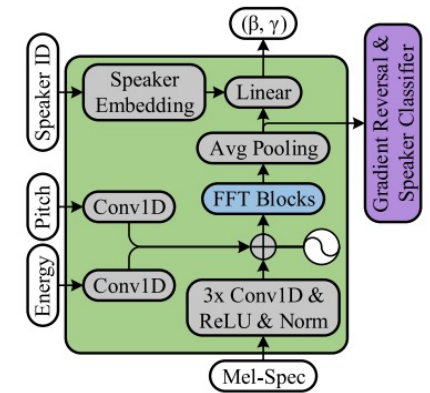 (β, γ)
Speaker ID
Speaker
Embedding
Linear
Gradient Reversal &
Speaker Classifier
Avg Pooling
Pitch
Conv1D
FFT Blocks
Energy
Conv1D
3x Conv1D &
ReLU & Norm
Mel-Spec